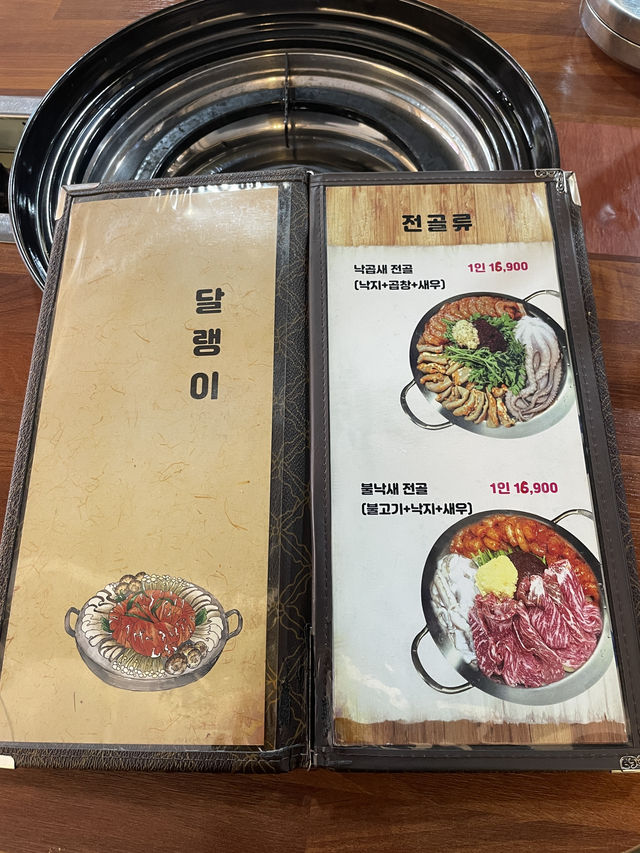 달랭이
전골류
낙곱새 전골 1인 16,900
(낙지+곱창+새우)
불낙새 전골 1인 16,900
(불고기+낙지+새우)